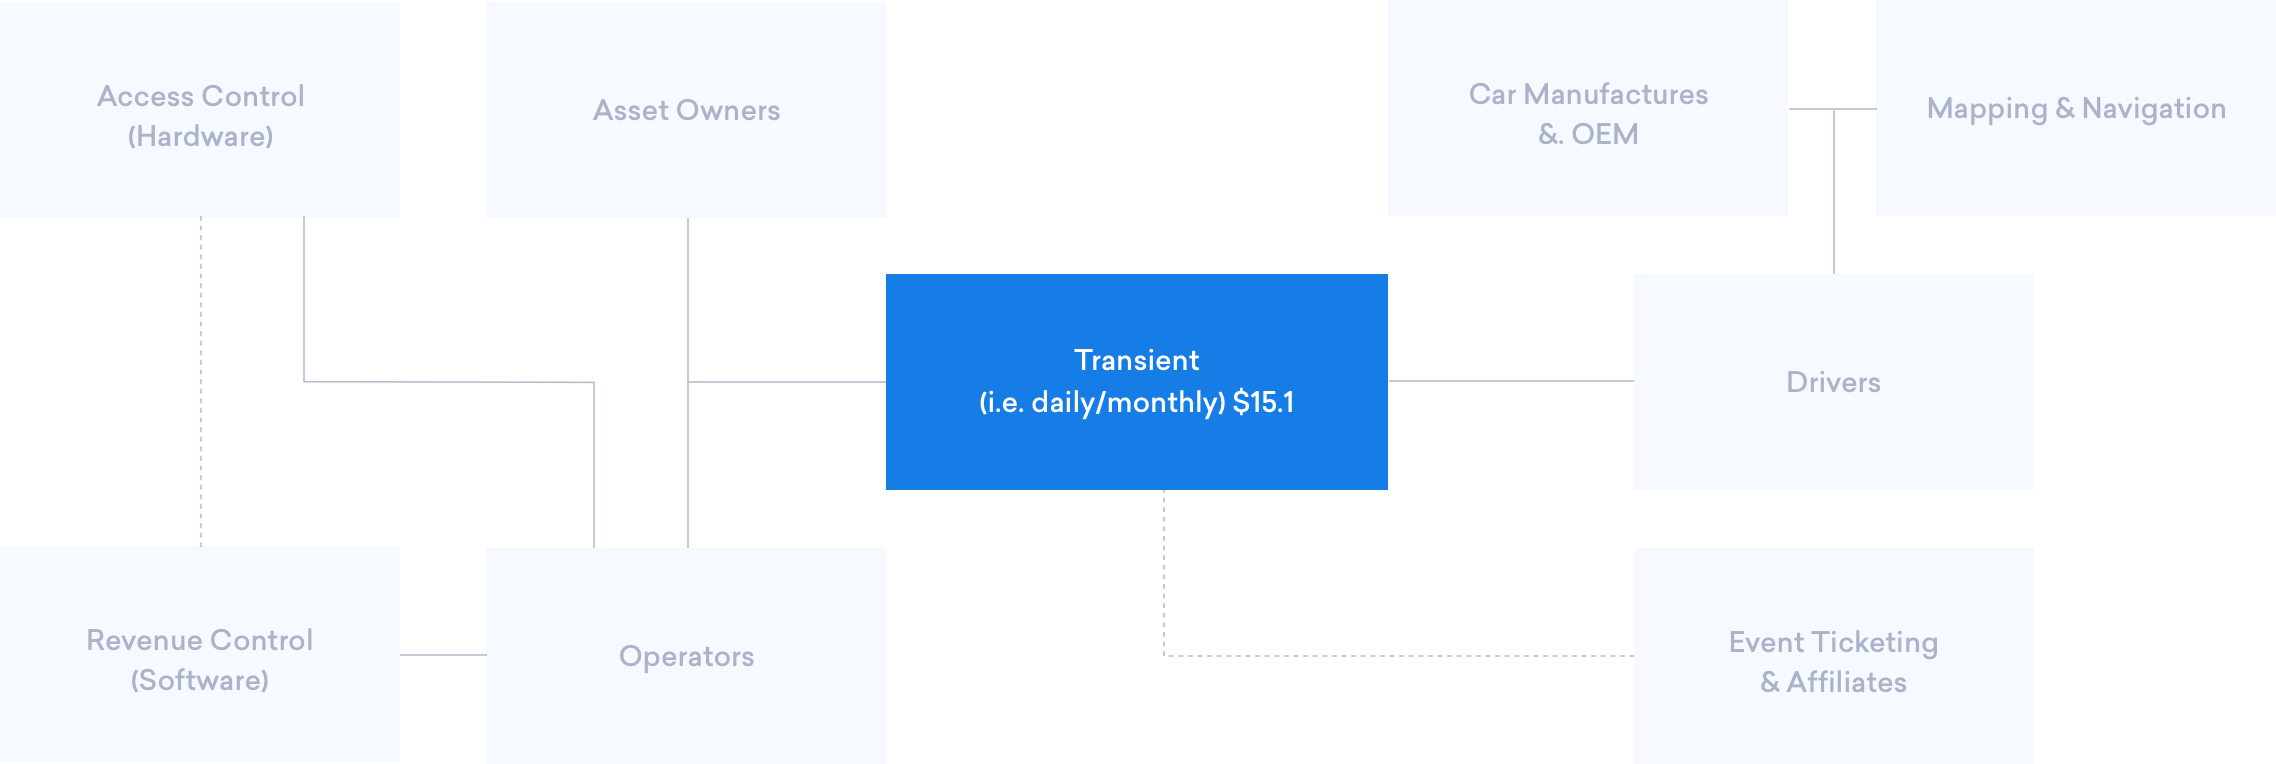 Access Control
(Hardware)
Asset Owners
Car Manufactures
&. OEM
Mapping & Navigation
Transient
(i.e. daily/monthly) $15.1
Drivers
Revenue Control
(Software)
Operators
Event Ticketing
& Affiliates